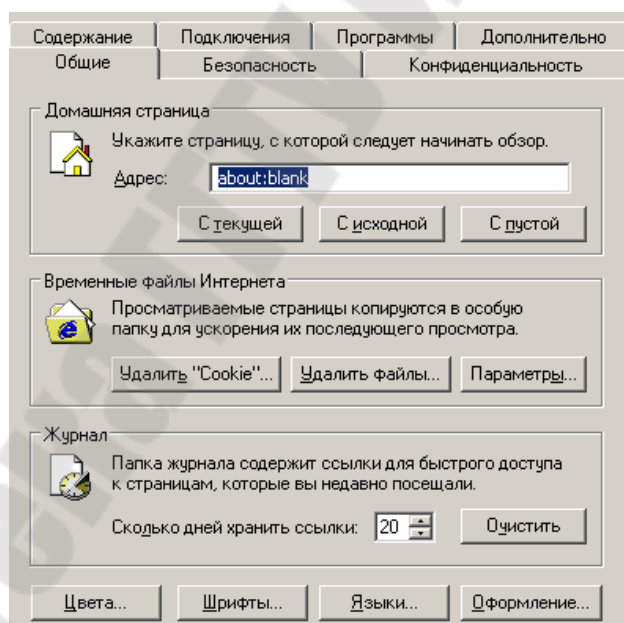 Содержание Подключения Программы Дополнительно
Общие Безопасность Конфиденциальность
Домашняя страница
Укажите страницу, с которой следует начинать обзор.
Адрес: about:blank
С текущей С исходной С пустой
Временные файлы Интернета
Просматриваемые страницы копируются в особую
папку для ускорения их последующего просмотра.
Удалить "Cookie"... Удалить файлы... Параметры...
Журнал
Папка журнала содержит ссылки для быстрого доступа
к страницам, которые вы недавно посещали.
Сколько дней хранить ссылки: 20 Очистить
Цвета... Шрифты... Языки... Оформление...